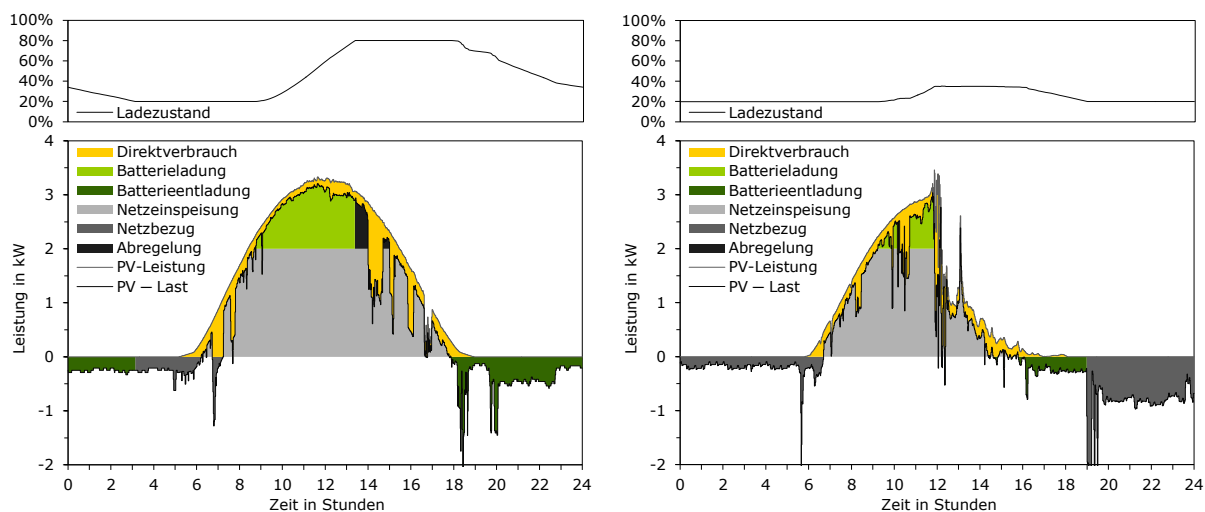 100%
80%
60%
40%
20%
0%
Ladezustand
4
3
2
1
0
-1
-2
Leistung in kW
Direktverbrauch
Batterieladung
Batterieentladung
Netzeinspeisung
Netzbezug
Abregelung
PV-Leistung
PV — Last
0 2 4 6 8 10 12 14 16 18 20 22 24
Zeit in Stunden
100%
80%
60%
40%
20%
0%
Ladezustand
4
3
2
1
0
-1
-2
Leistung in kW
Direktverbrauch
Batterieladung
Batterieentladung
Netzeinspeisung
Netzbezug
Abregelung
PV-Leistung
PV — Last
0 2 4 6 8 10 12 14 16 18 20 22 24
Zeit in Stunden